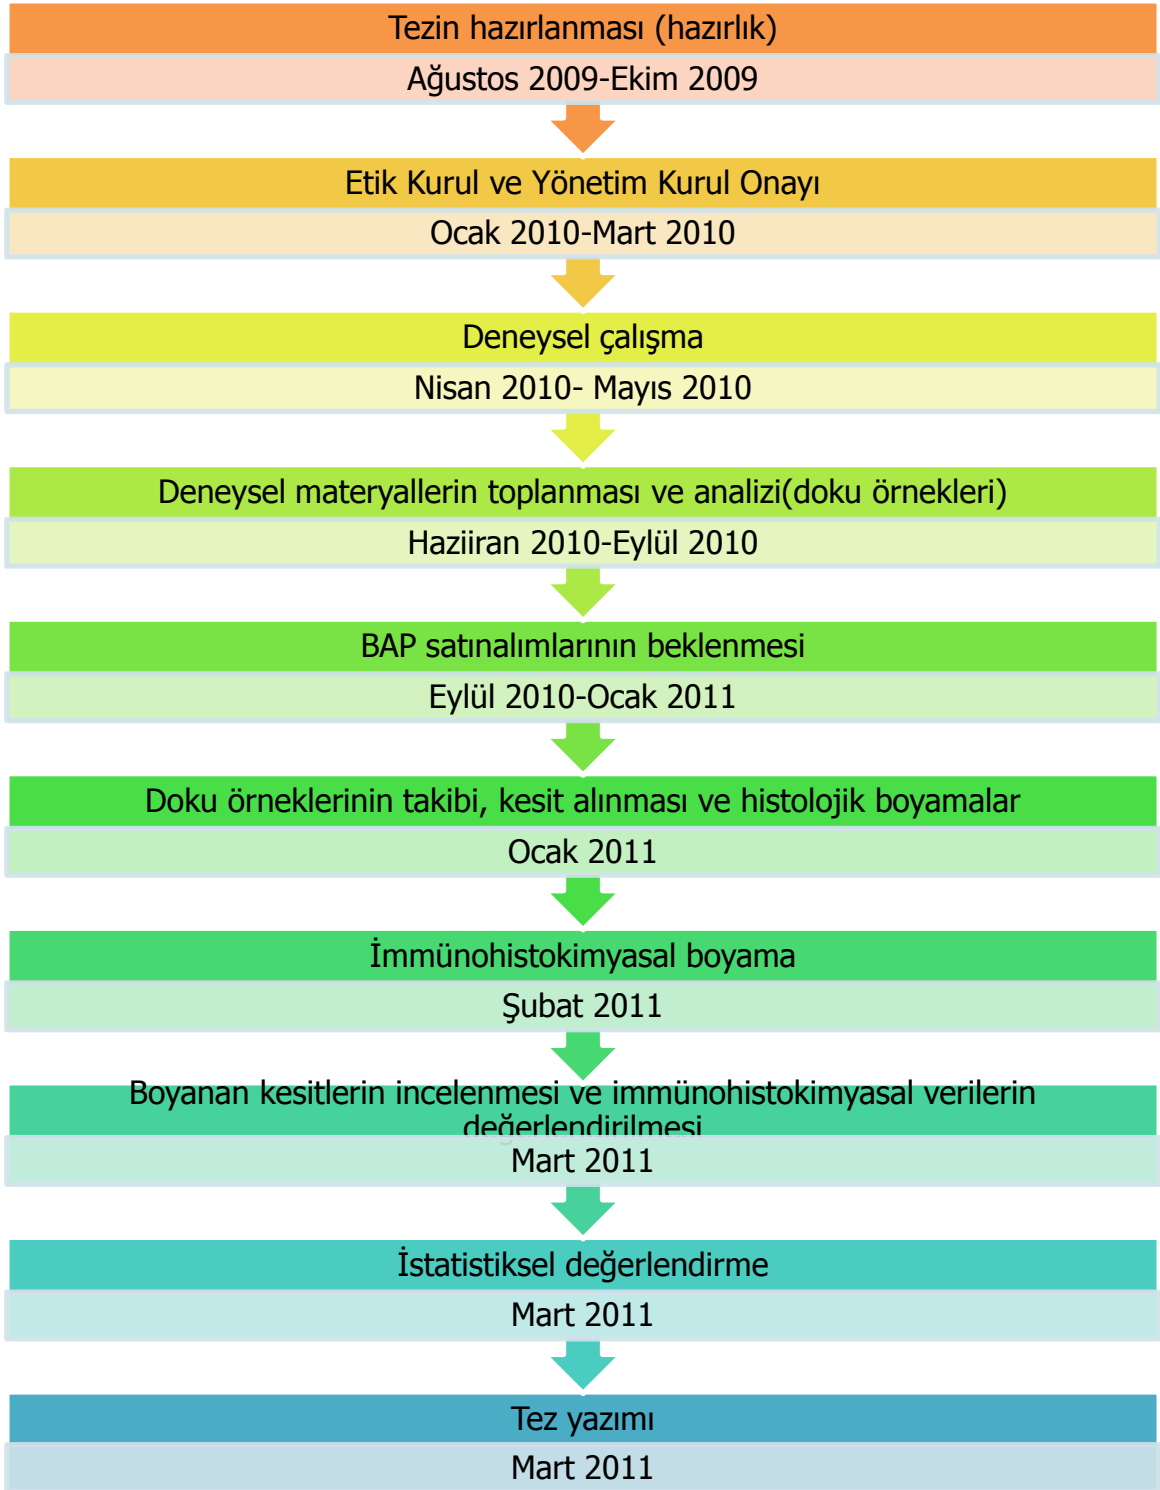 Tezin hazırlanması (hazırlık)
Ağustos 2009-Ekim 2009
Etik Kurul ve Yönetim Kurul Onayı
Ocak 2010-Mart 2010
Deneysel çalışma
Nisan 2010- Mayıs 2010
Deneysel materyallerin toplanması ve analizi(doku örnekleri)
Haziiran 2010-Eylül 2010
BAP satınalımlarının beklenmesi
Eylül 2010-Ocak 2011
Doku örneklerinin takibi, kesit alınması ve histolojik boyamalar
Ocak 2011
İmmünohistokimyasal boyama
Şubat 2011
Boyanan kesitlerin incelenmesi ve immünohistokimyasal verilerin
değerlendirilmesi
Mart 2011
İstatistiksel değerlendirme
Mart 2011
Tez yazımı
Mart 2011